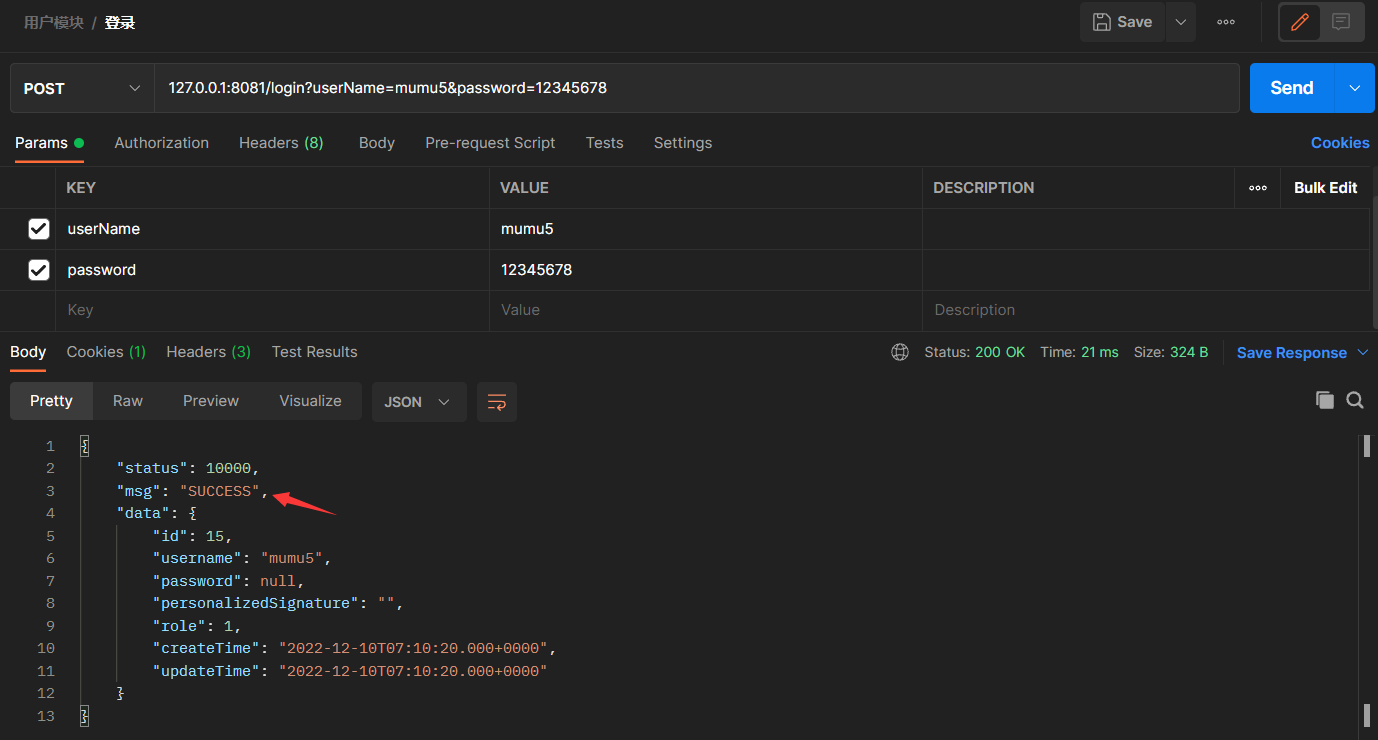 用户模块 / 登录
Save
POST
127.0.0.1:8081/login?userName=mumu5&password=12345678
Send
Params Authorization Headers (8) Body Pre-request Script Tests Settings Cookies
KEY VALUE DESCRIPTION Bulk Edit
userName mumu5
password 12345678
Key Value Description
Body Cookies (1) Headers (3) Test Results Status: 200 OK Time: 21 ms Size: 324 B Save Response
Pretty Raw Preview Visualize JSON
1 {
2 "status": 10000,
3 "msg": "SUCCESS",
4 "data": {
5 "id": 15,
6 "username": "mumu5",
7 "password": null,
8 "personalizedSignature": "",
9 "role": 1,
10 "createTime": "2022-12-10T07:10:20.000+0000",
11 "updateTime": "2022-12-10T07:10:20.000+0000"
12 }
13 }